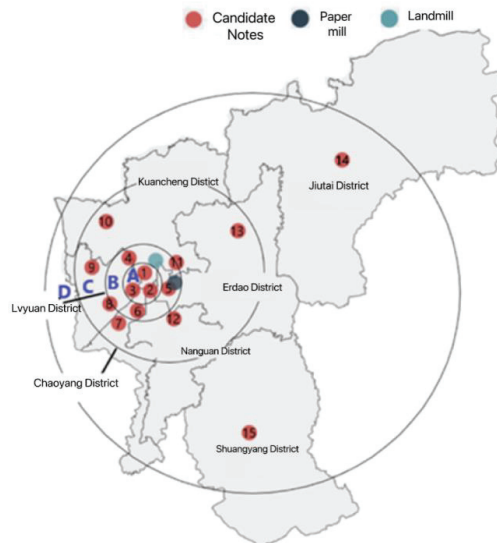 Candidate
Notes
Paper
mill
Landmill
14
Kuancheng Distict
Jiutai District
10
13
4
11
9
1
D
C
B
A
3
2
5
Erdao District
Lvyuan District
8
6
7
12
Nanguan District
Chaoyang District
15
Shuangyang District